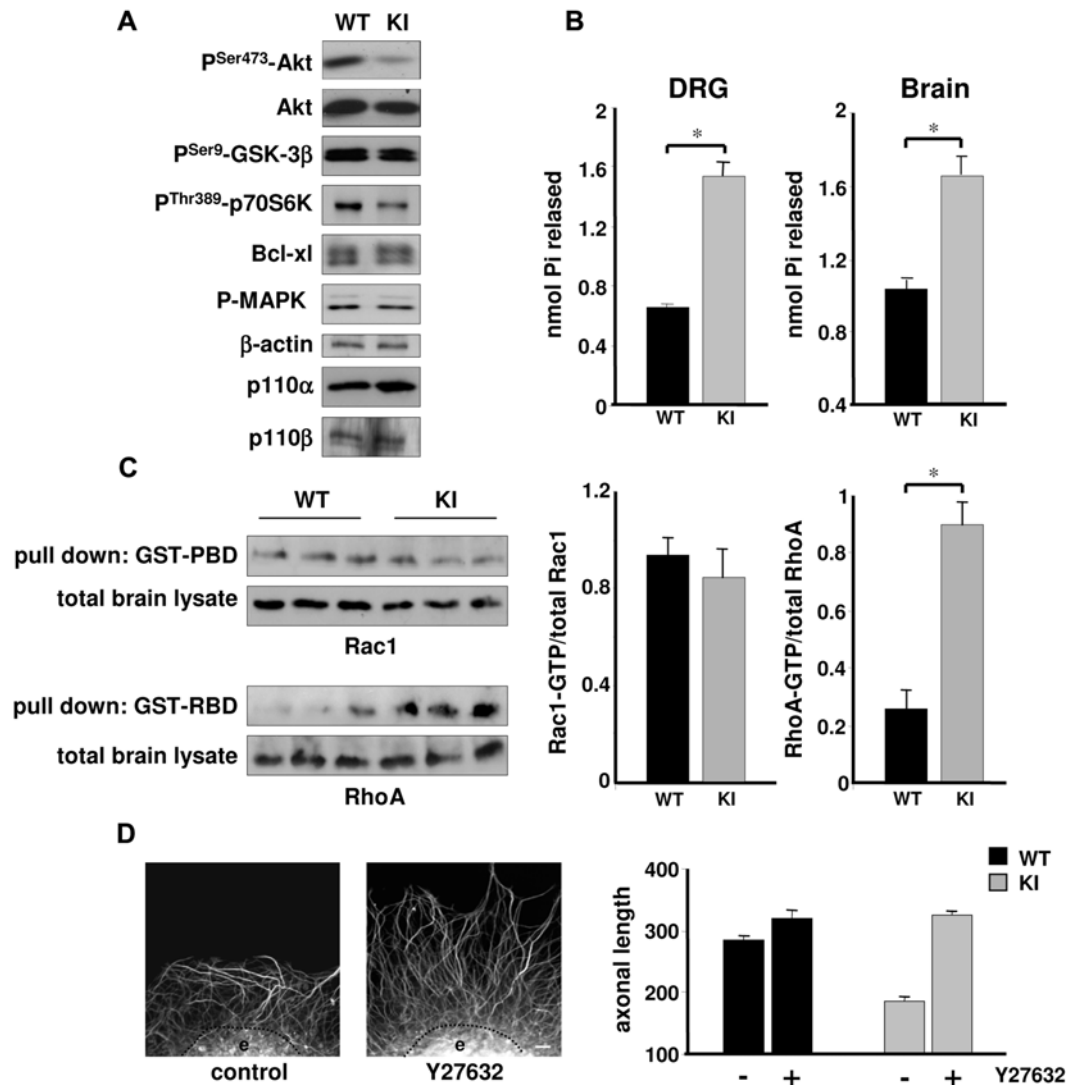 A
WT KI
PSer473-Akt
Akt
PSer9-GSK-3β
PThr389-p70S6K
Bcl-xl
P-MAPK
β-actin
p110α
p110β
B
DRG
nmol Pi relased
1.6
1.2
0.8
0.4
0
*
WT KI
Brain
nmol Pi relased
2
1.6
1.2
0.8
0.4
*
WT KI
C
WT KI
pull down: GST-PBD
total brain lysate
Rac1
pull down: GST-RBD
total brain lysate
RhoA
Rac1-GTP/total Rac1
1.2
0.8
0.4
0
WT KI
RhoA-GTP/total RhoA
1
0.8
0.6
0.4
0.2
0
*
WT KI
D
e
control
e
Y27632
axonal length
400
300
200
100
WT
KI
- + - + Y27632